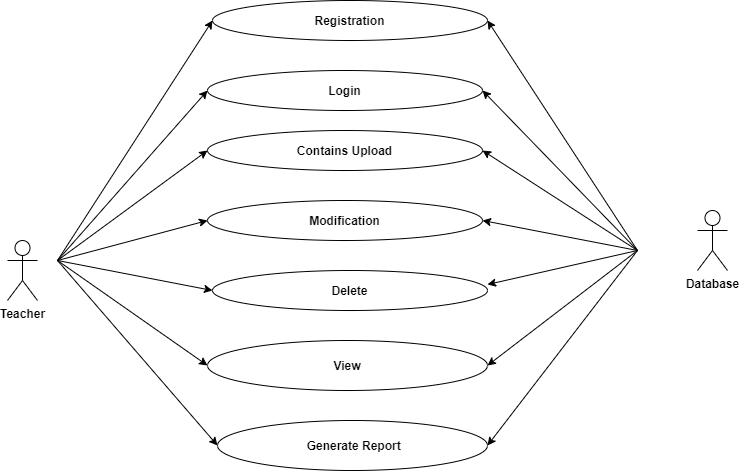 Registration
Login
Contains Upload
Modification
Delete
View
Generate Report
Teacher
Database